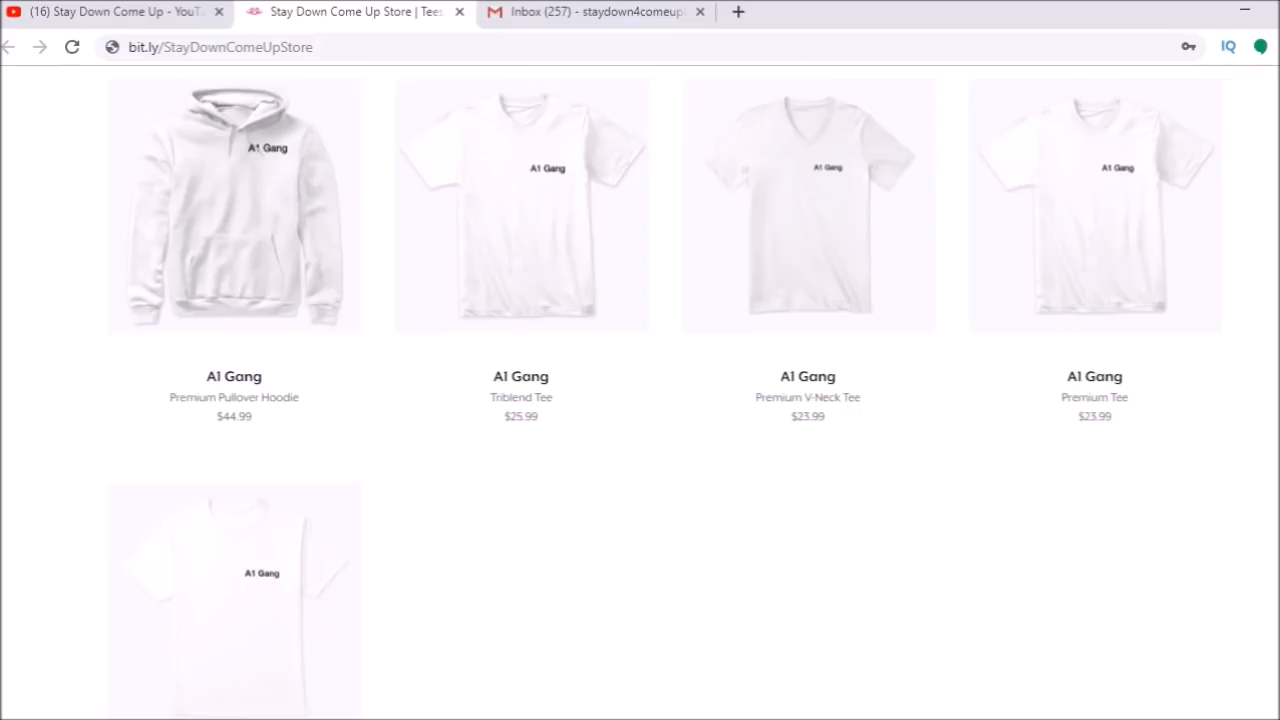 (16) Stay Down Come Up - YouT
Stay Down Come Up Store | Tees
Inbox (257) - staydown4comeup
bit.ly/StayDownComeUpStore
IQ
A1 Gang
A1 Gang
A1 Gang
A1 Gang
A1 Gang
Premium Pullover Hoodie
$44.99
A1 Gang
Triblend Tee
$25.99
A1 Gang
Premium V-Neck Tee
$23.99
A1 Gang
Premium Tee
$23.99
A1 Gang